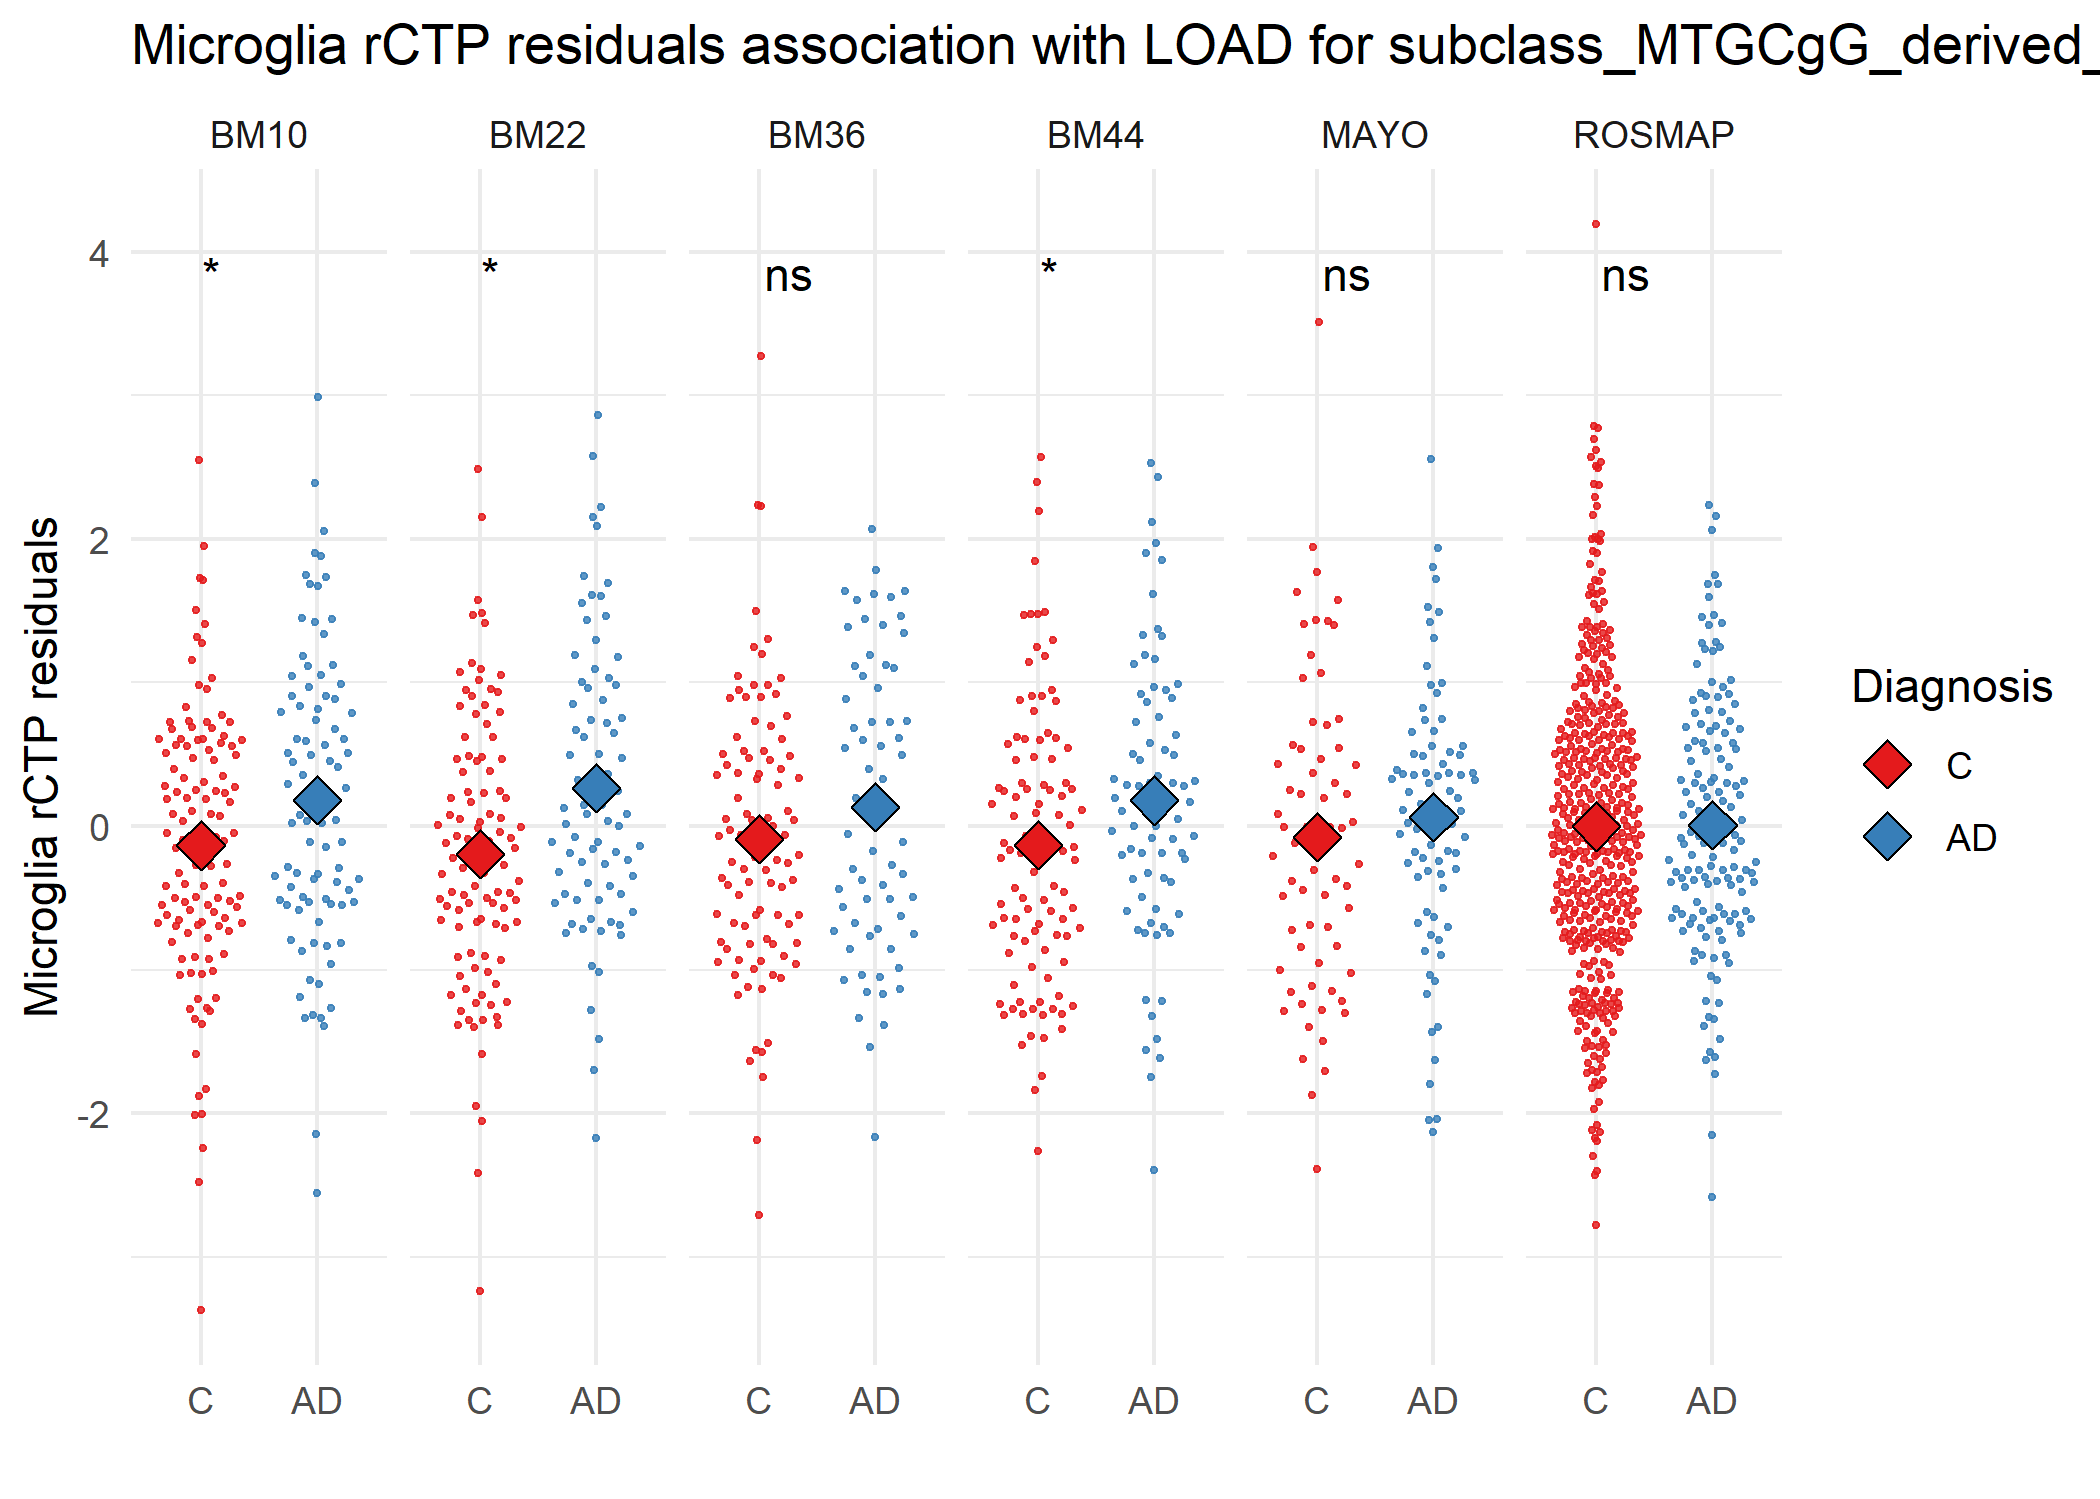 Microglia rCTP residuals association with LOAD for subclass_MTGCgG_derived_
BM10 BM22 BM36 BM44 MAYO ROSMAP
* * ns * ns ns
4
2
0
-2
Microglia rCTP residuals
C AD C AD C AD C AD C AD C AD
Diagnosis
C
AD